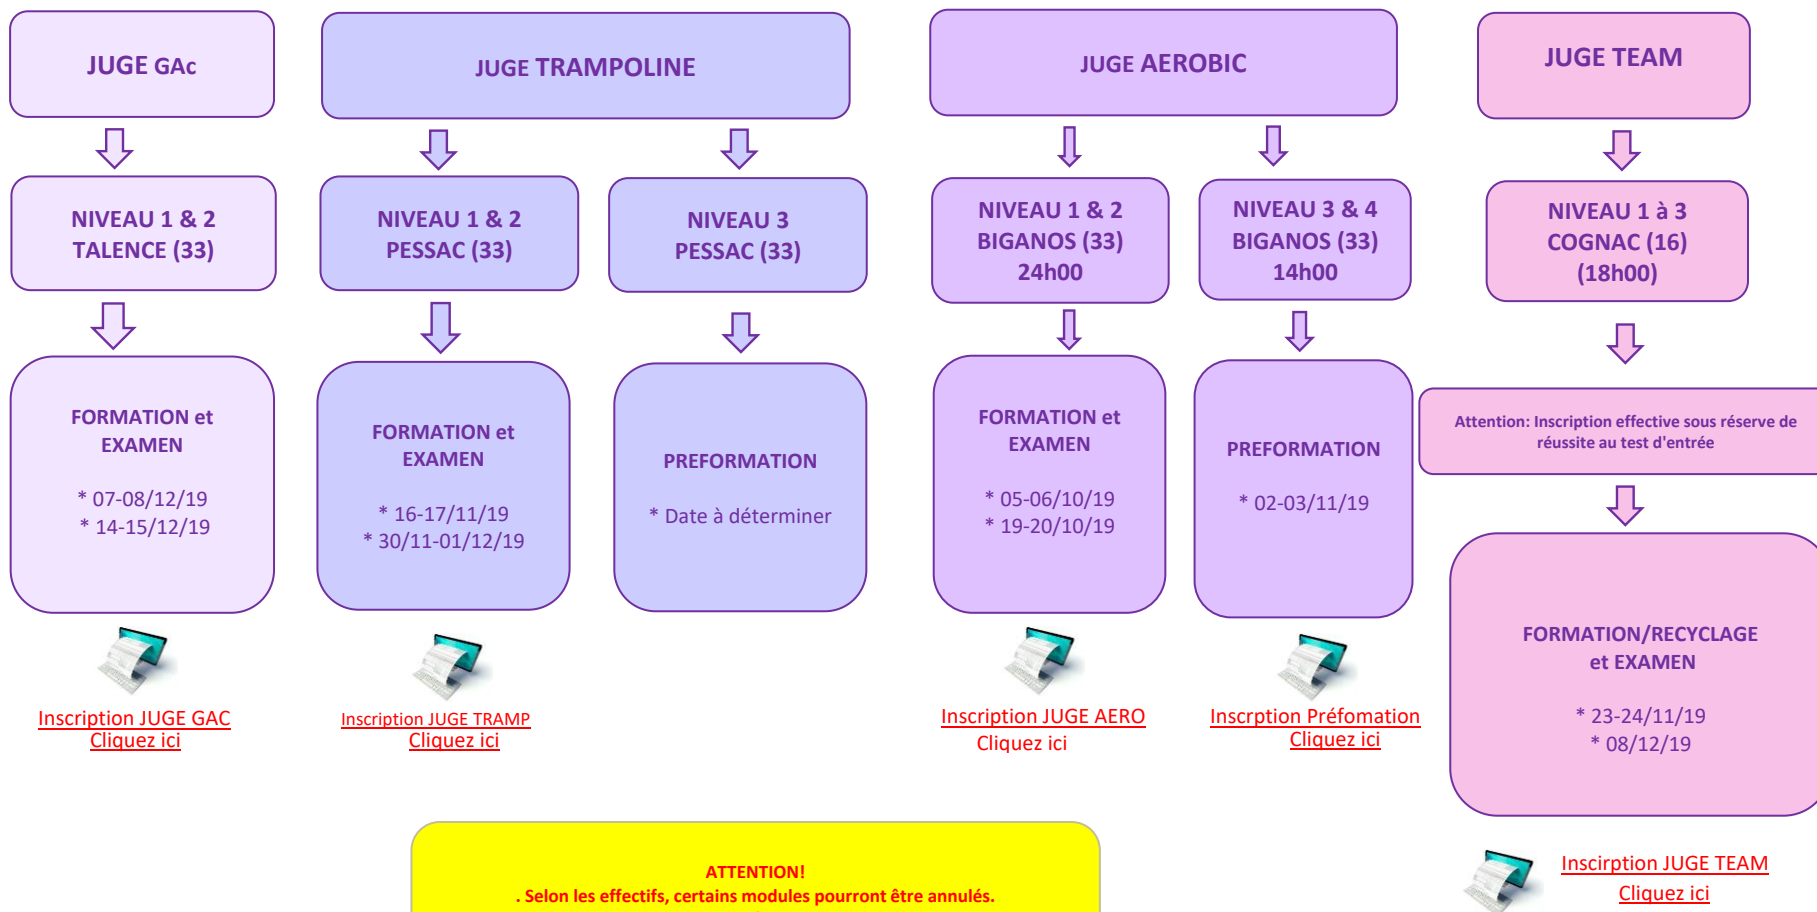 JUGE GAc
JUGE TRAMPOLINE
JUGE AEROBIC
JUGE TEAM
NIVEAU 1 & 2
TALENCE (33)
NIVEAU 1 & 2
PESSAC (33)
NIVEAU 3
PESSAC (33)
NIVEAU 1 & 2
BIGANOS (33)
24h00
NIVEAU 3 & 4
BIGANOS (33)
14h00
NIVEAU 1 à 3
COGNAC (16)
(18h00)
FORMATION et
EXAMEN
* 07-08/12/19
* 14-15/12/19
FORMATION et
EXAMEN
* 16-17/11/19
* 30/11-01/12/19
PREFORMATION
* Date à déterminer
FORMATION et
EXAMEN
* 05-06/10/19
* 19-20/10/19
PREFORMATION
* 02-03/11/19
Attention: Inscription effective sous réserve de
réussite au test d'entrée
FORMATION/RECYCLAGE
et EXAMEN
* 23-24/11/19
* 08/12/19
Inscription JUGE GAC
Cliquez ici
Inscription JUGE TRAMP
Cliquez ici
Inscription JUGE AERO
Cliquez ici
Inscrption Préfomation
Cliquez ici
Inscirption JUGE TEAM
Cliquez ici
ATTENTION!
. Selon les effectifs, certains modules pourront être annulés.